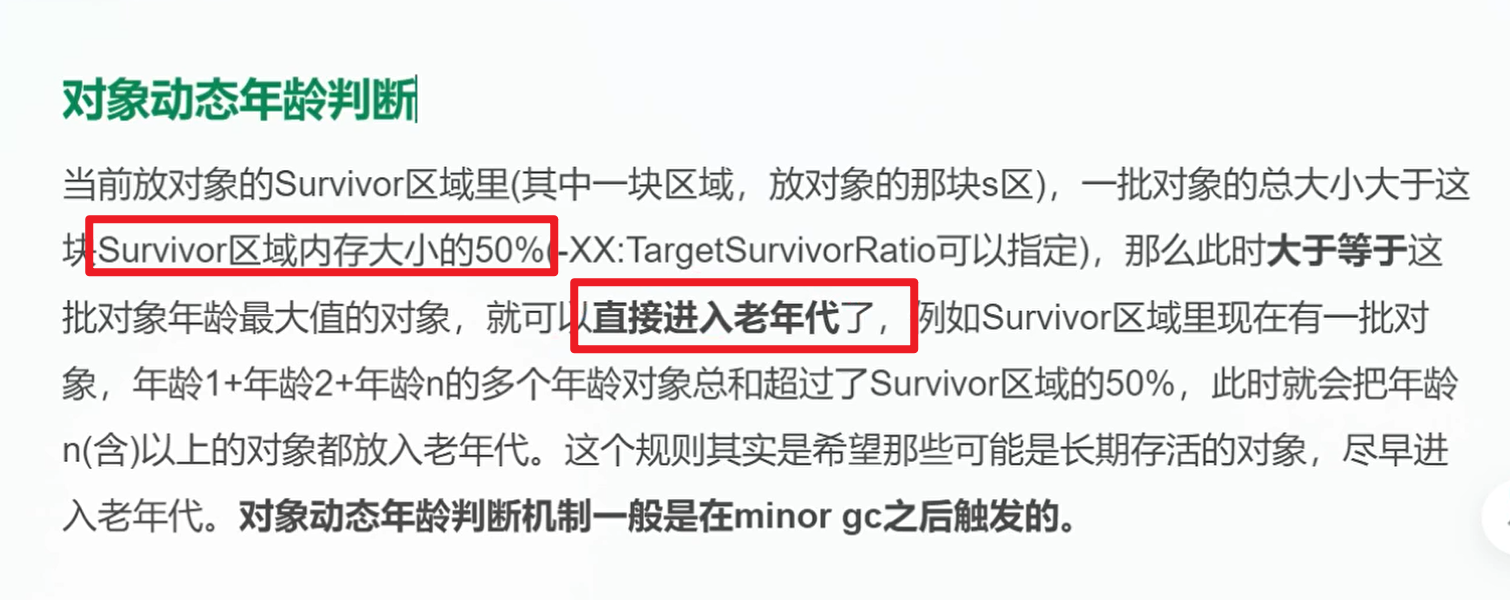 对象动态年龄判断
当前放对象的Survivor区域里(其中一块区域，放对象的那块s区)，一批对象的总大小大于这
块Survivor区域内存大小的50%(-XX:TargetSurvivorRatio可以指定)，那么此时大于等于这
批对象年龄最大值的对象，就可以直接进入老年代了，例如Survivor区域里现在有一批对
象，年龄1+年龄2+年龄n的多个年龄对象总和超过了Survivor区域的50%，此时就会把年龄
n(含)以上的对象都放入老年代。这个规则其实是希望那些可能是长期存活的对象，尽早进
入老年代。对象动态年龄判断机制一般是在minor gc之后触发的。